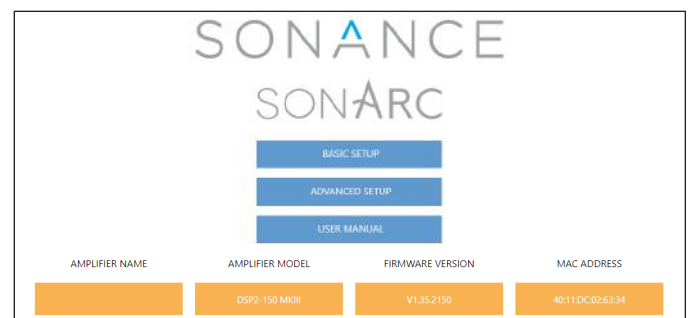 SONANCE
SONARC
BASIC SETUP
ADVANCED SETUP
USER MANUAL
AMPLIFIER NAME AMPLIFIER MODEL FIRMWARE VERSION MAC ADDRESS
DSP2-150 MKIII V1.35.2150 40:11:DC:02:63:34